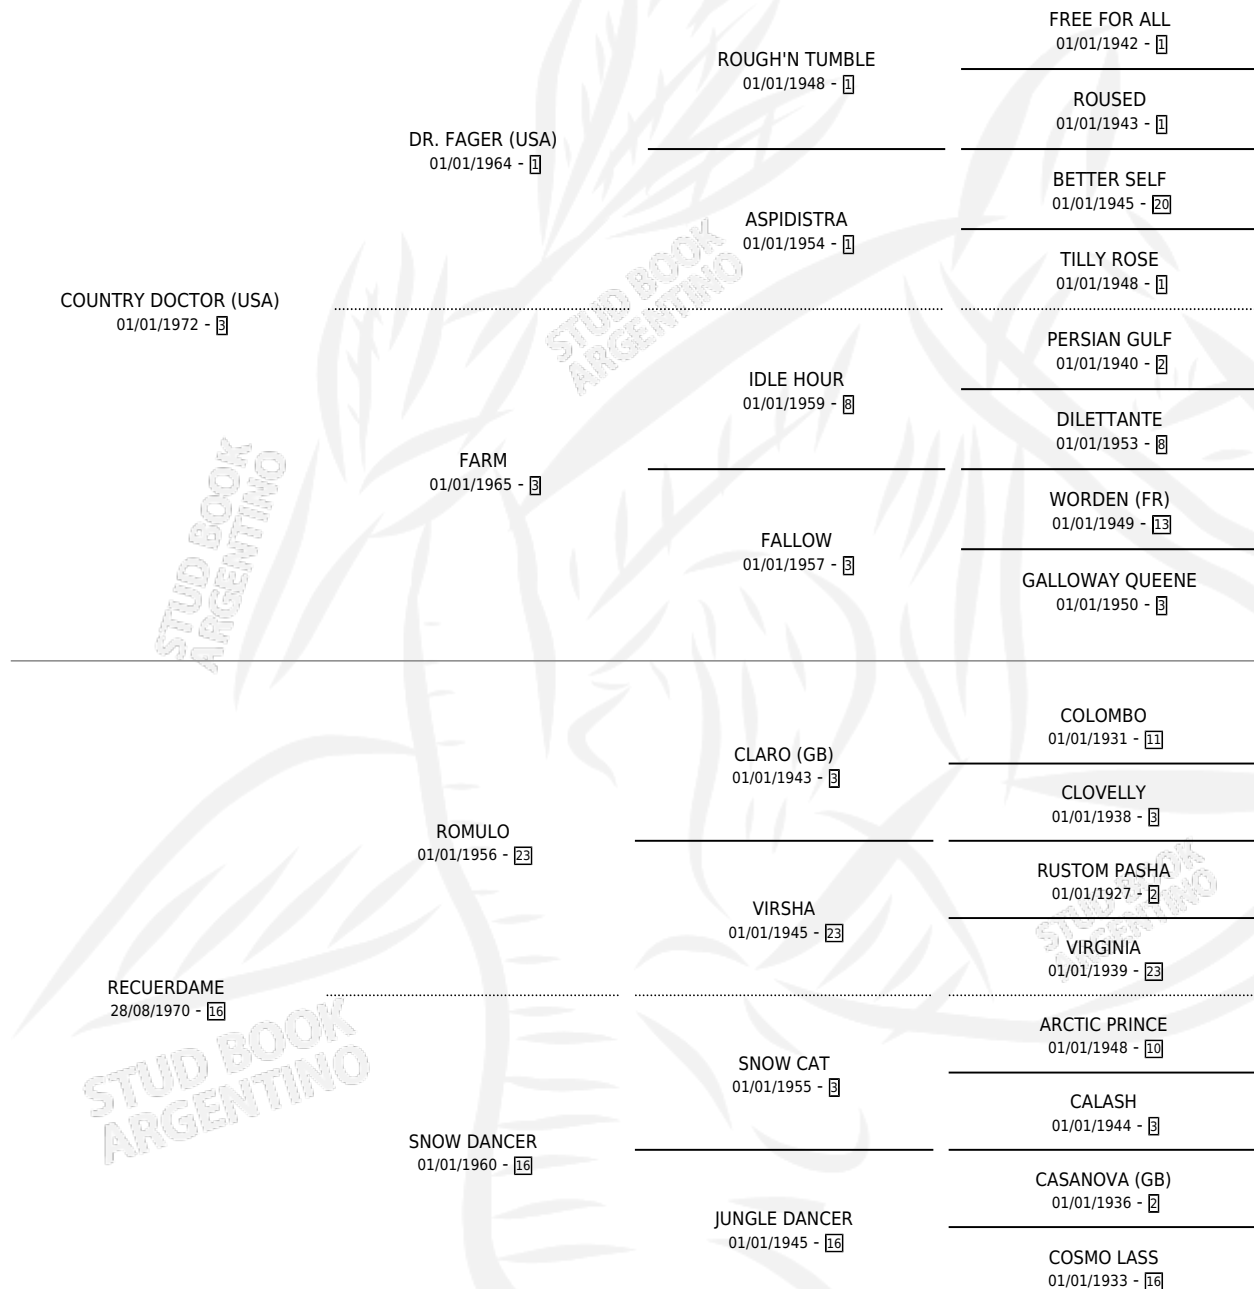 FREE FOR ALL
01/01/1942 - 1
ROUGH'N TUMBLE
01/01/1948 - 1
ROUSED
01/01/1943 - 1
DR. FAGER (USA)
01/01/1964 - 1
BETTER SELF
01/01/1945 - 20
ASPIDISTRA
01/01/1954 - 1
TILLY ROSE
01/01/1948 - 1
COUNTRY DOCTOR (USA)
01/01/1972 - 3
PERSIAN GULF
01/01/1940 - 2
IDLE HOUR
01/01/1959 - 8
DILETTANTE
01/01/1953 - 8
FARM
01/01/1965 - 3
WORDEN (FR)
01/01/1949 - 13
FALLOW
01/01/1957 - 3
GALLOWAY QUEENE
01/01/1950 - 3
COLOMBO
01/01/1931 - 11
CLARO (GB)
01/01/1943 - 3
CLOVELLY
01/01/1938 - 3
ROMULO
01/01/1956 - 23
RUSTOM PASHA
01/01/1927 - 2
VIRSHA
01/01/1945 - 23
VIRGINIA
01/01/1939 - 23
RECUERDAME
28/08/1970 - 16
ARCTIC PRINCE
01/01/1948 - 10
SNOW CAT
01/01/1955 - 3
CALASH
01/01/1944 - 3
SNOW DANCER
01/01/1960 - 16
CASANOVA (GB)
01/01/1936 - 2
JUNGLE DANCER
01/01/1945 - 16
COSMO LASS
01/01/1933 - 16
STUD BOOK
ARGENTINO
STUD BOOK
ARGENTINO
STUD BOOK
ARGENTINO
STUD BOOK
ARGENTINO